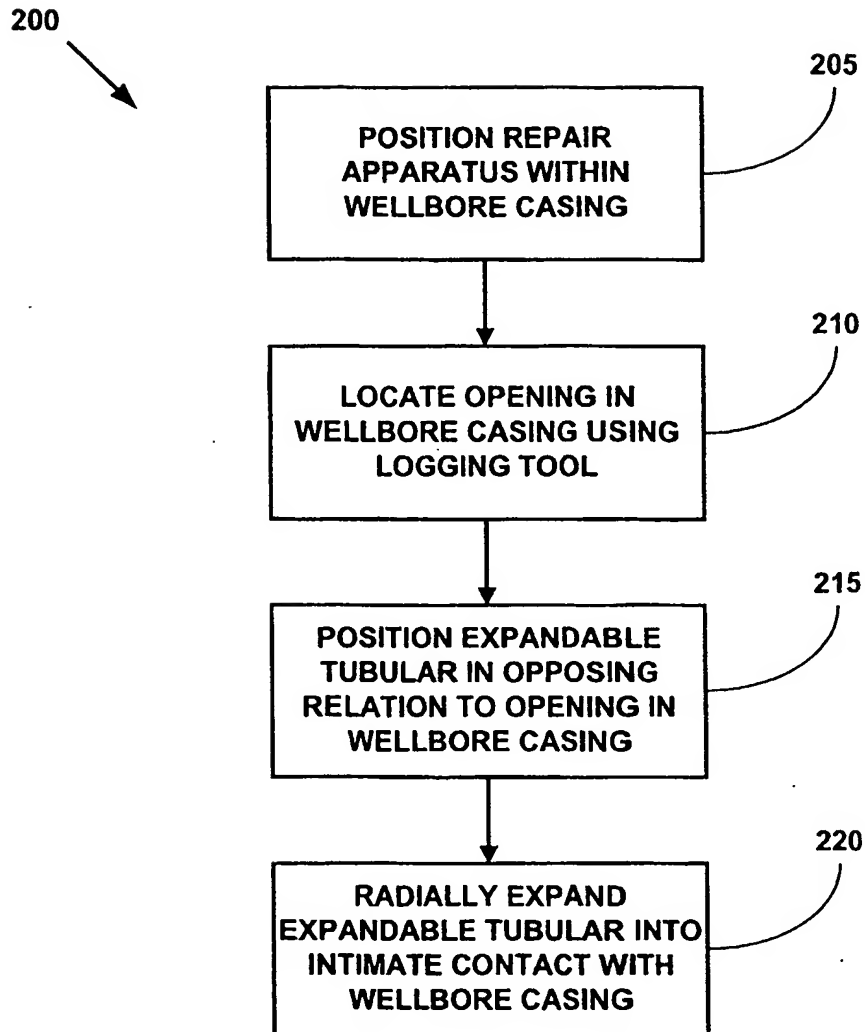 200
205
POSITION REPAIR
APPARATUS WITHIN
WELLBORE CASING
210
LOCATE OPENING IN
WELLBORE CASING USING
LOGGING TOOL
215
POSITION EXPANDABLE
TUBULAR IN OPPOSING
RELATION TO OPENING IN
WELLBORE CASING
220
RADIALLY EXPAND
EXPANDABLE TUBULAR INTO
INTIMATE CONTACT WITH
WELLBORE CASING